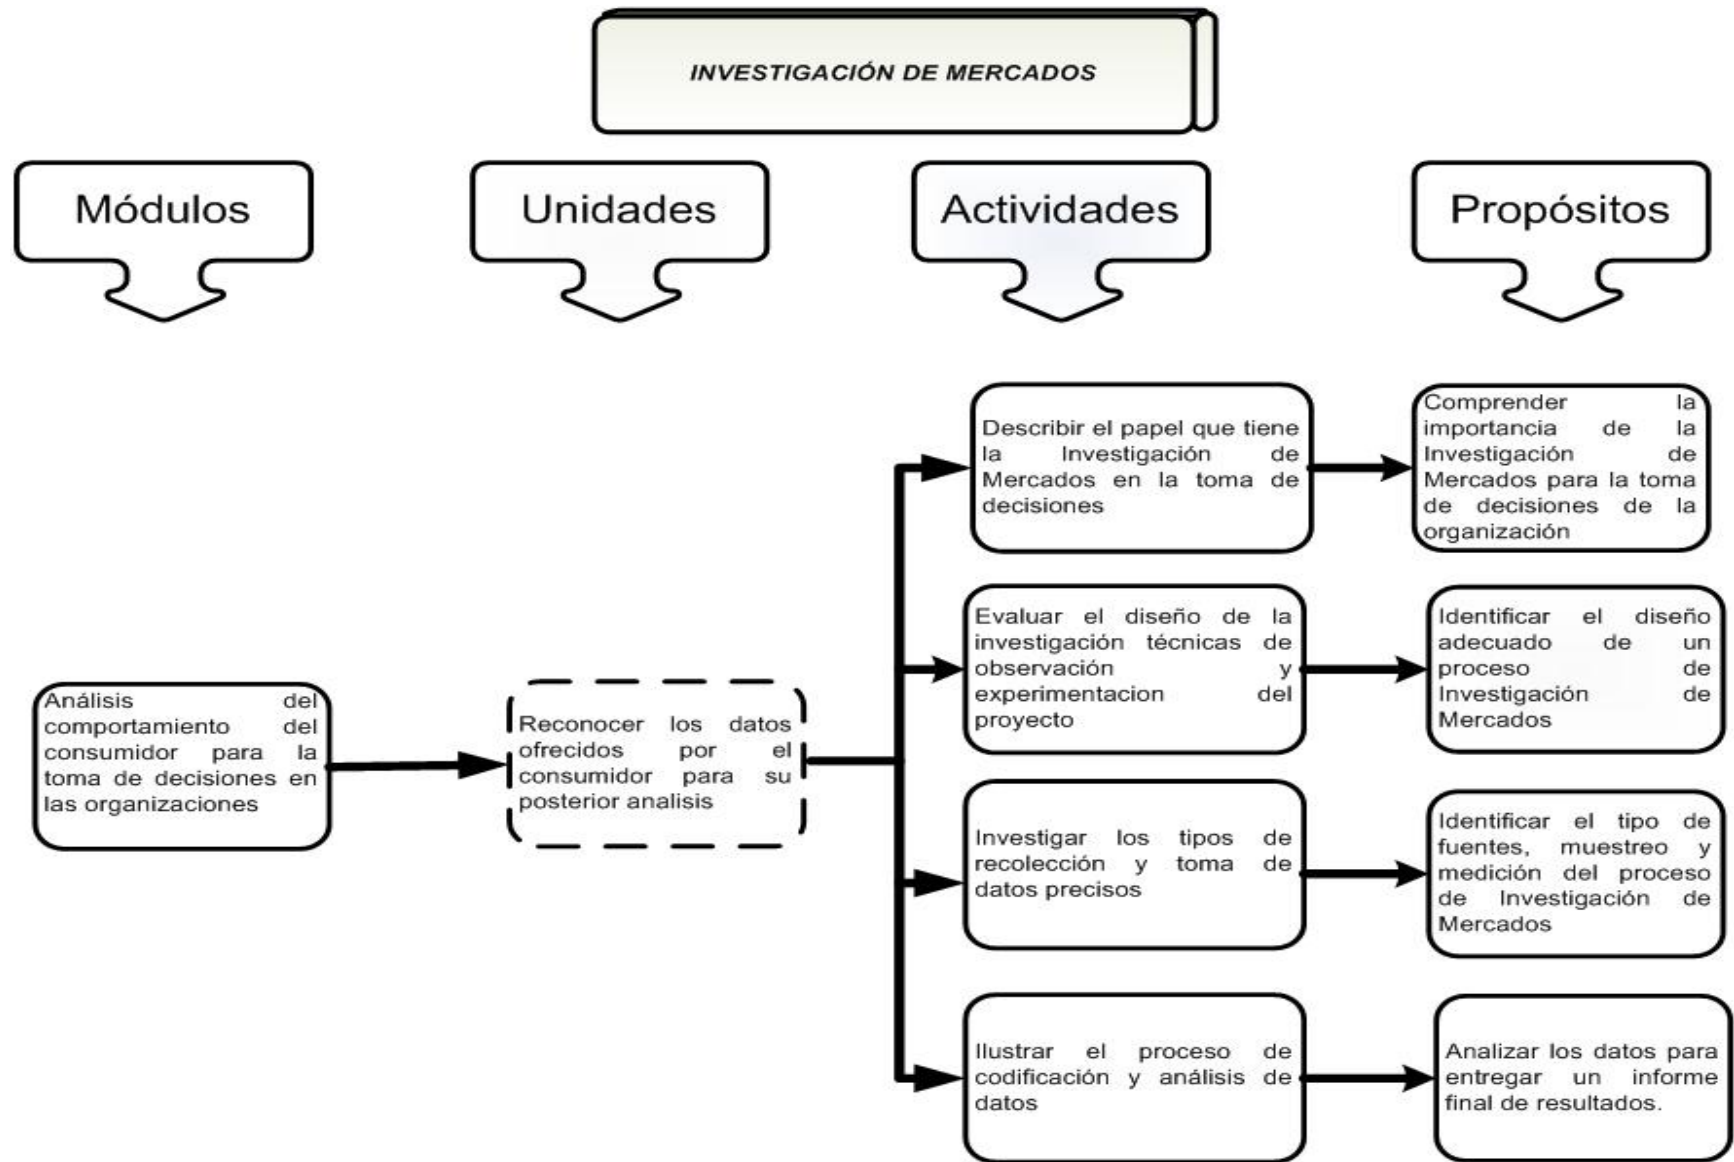 INVESTIGACIÓN DE MERCADOS
Módulos
Unidades
Actividades
Propósitos
Análisis del
comportamiento del
consumidor para la
toma de decisiones en
las organizaciones
Reconocer los datos
ofrecidos por el
consumidor para su
posterior analisis
Describir el papel que tiene
la Investigación de
Mercados en la toma de
decisiones
Comprender la
importancia de la
Investigación de
Mercados para la toma
de decisiones de la
organización
Evaluar el diseño de la
investigación técnicas de
observación y
experimentacion del
proyecto
Identificar el diseño
adecuado de un
proceso de
Investigación de
Mercados
Investigar los tipos de
recolección y toma de
datos precisos
Identificar el tipo de
fuentes, muestreo y
medición del proceso
de Investigación de
Mercados
Ilustrar el proceso de
codificación y análisis de
datos
Analizar los datos para
entregar un informe
final de resultados.